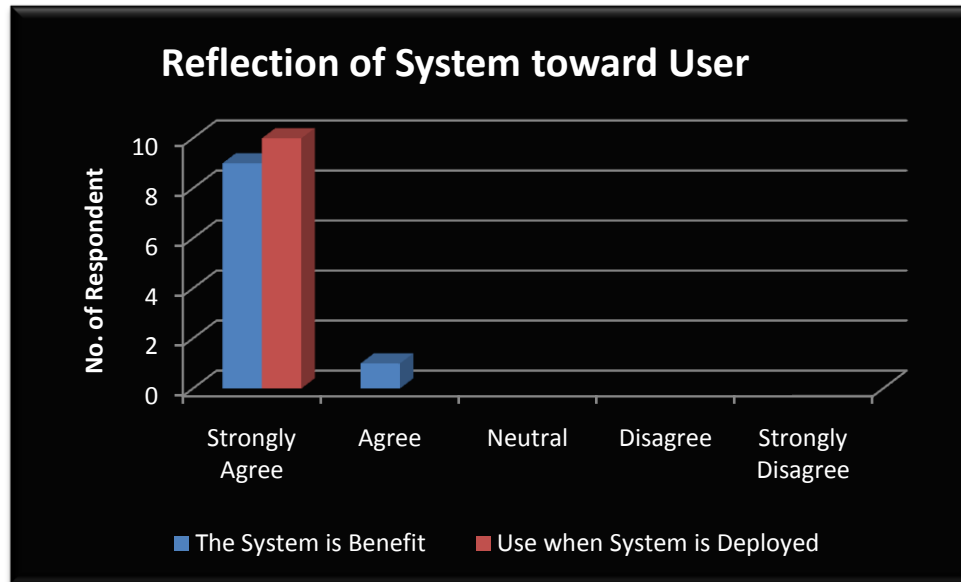 Reflection of System toward User
No. of Respondent
10
8
6
4
2
0
Strongly
Agree
Agree
Neutral
Disagree
Strongly
Disagree
The System is Benefit
Use when System is Deployed